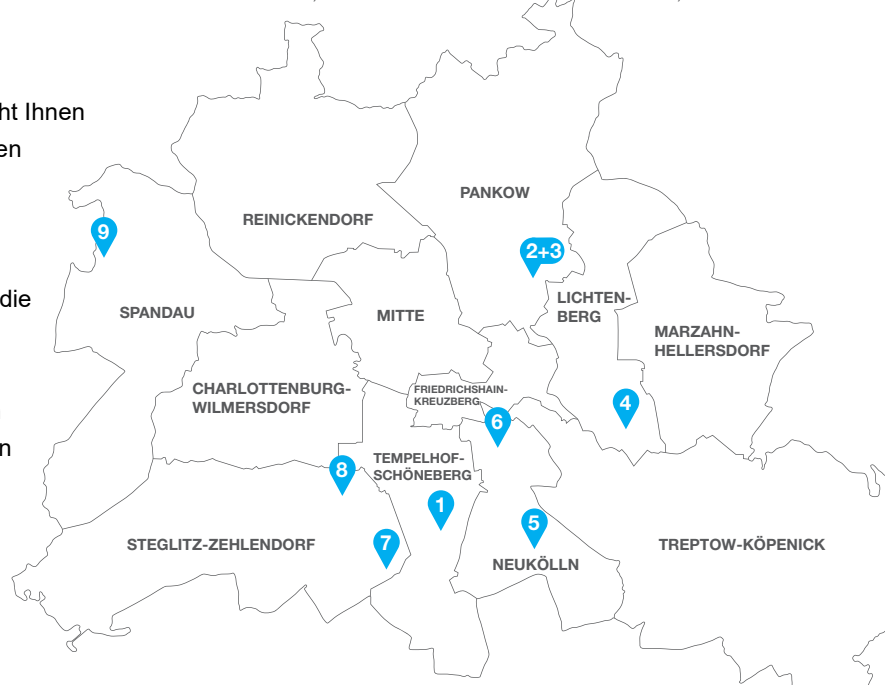 ht Ihnen
en
die
n
REINICKENDORF
PANKOW
9
2+3
SPANDAU
MITTE
LICHTEN-
BERG
MARZAHN-
HELLERSDORF
CHARLOTTENBURG-
WILMERSDORF
FRIEDRICHSHAIN-
KREUZBERG
4
6
TEMPELHOF-
SCHÖNEBERG
8
1
5
7
STEGLITZ-ZEHLENDORF
NEUKÖLLN
TREPTOW-KÖPENICK